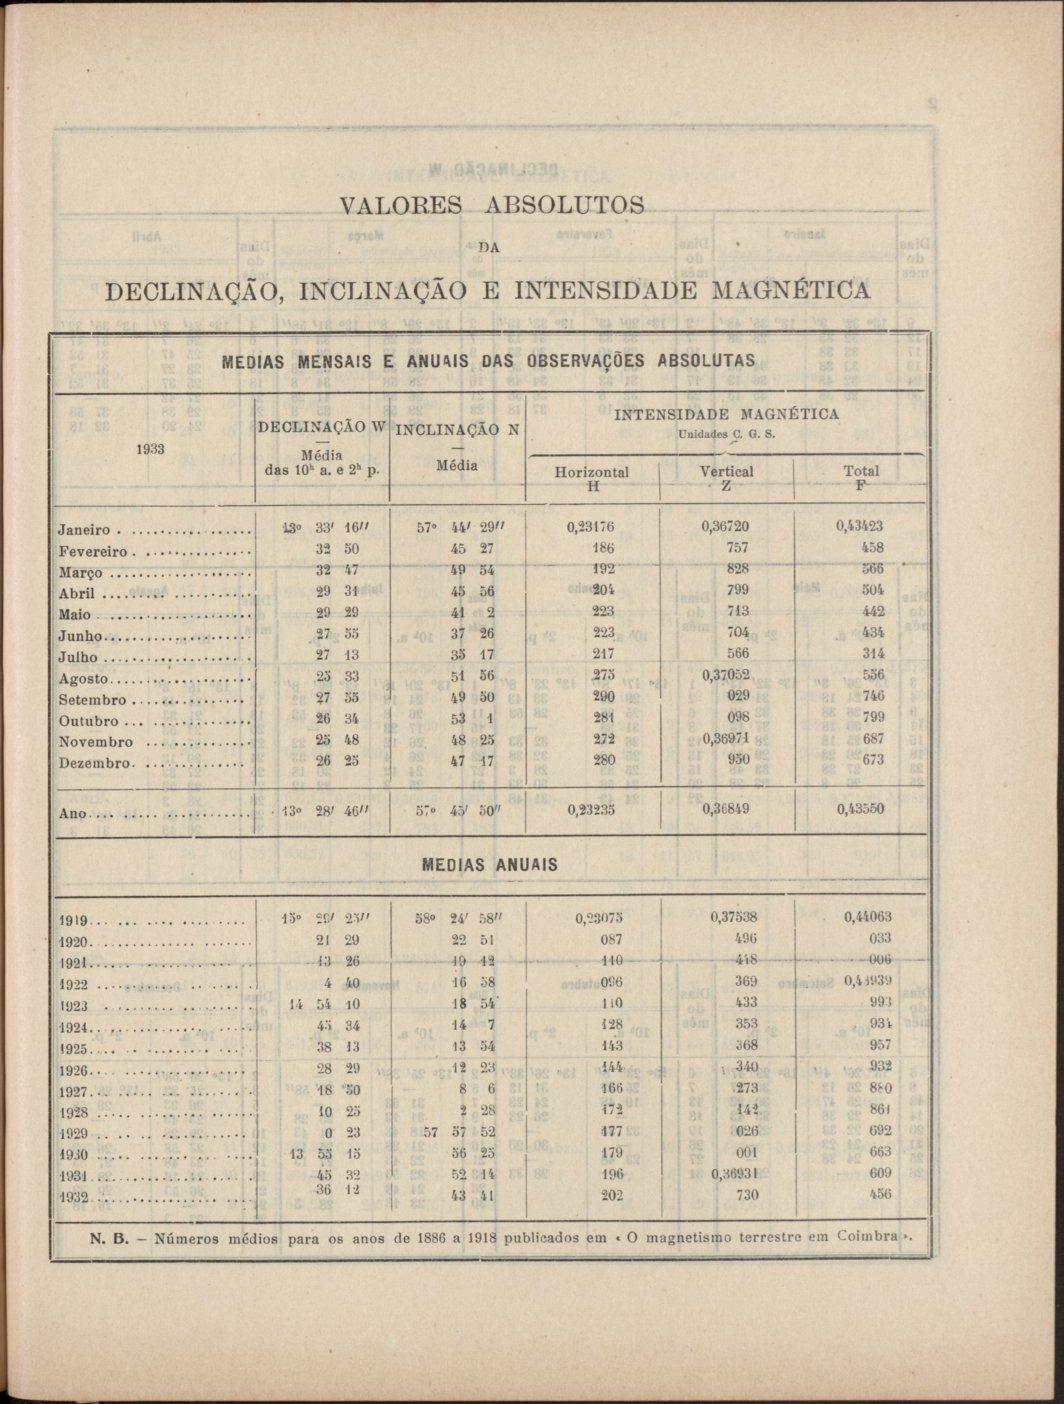 VALORES ABSOLUTOS
DA
DECLINAÇÃO, INCLINAÇÃO E INTENSIDADE MAGNÉTICA
MEDIAS MENSAIS E ANUAIS DAS OBSERVAÇÕES ABSOLUTAS
1933 DECLINAÇÃO W INCLINAÇÃO N INTENSIDADE MAGNÉTICA
Unidades C. G. S.
Média Média
das 10ʰ a. e 2ʰ p.
Horizontal Vertical Total
H Z F
Janeiro . .................. 13º 33′ 16″ 57º 44′ 29″ 0,23176 0,36720 0,43423
Fevereiro . ............... 32 50 45 27 186 757 458
Março .................... 32 47 49 54 192 828 566
Abril .................... 29 31 45 56 204 799 504
Maio .................... 29 29 41 2 223 713 442
Junho.................... 27 55 37 26 223 704 434
Julho .................... 27 13 35 17 217 566 314
Agosto.................... 25 33 51 56 275 0,37052 556
Setembro ................ 27 55 49 50 290 029 746
Outubro ... .............. 26 34 53 1 281 098 799
Novembro ............... 25 48 48 25 272 0,36971 687
Dezembro. .............. 26 25 47 17 280 950 673
Ano.................... 13º 28′ 46″ 57º 45′ 50″ 0,23235 0,36849 0,43550
MEDIAS ANUAIS
1919.................... 15º 29′ 25″ 58º 24′ 58″ 0,23075 0,37538 0,44063
1920.................... 21 29 22 51 087 496 033
1921.................... 13 26 19 12 110 448 006
1922 .................... 4 40 16 58 096 369 0,43939
1923 .................... 14 54 10 18 54 110 433 993
1924.................... 45 34 14 7 128 353 934
1925.................... 38 13 13 54 143 368 957
1926.................... 28 29 12 23 144 340 932
1927.................... 18 50 8 6 166 273 880
1928 .................... 10 25 2 28 172 142 861
1929 .................... 0 23 57 57 52 177 026 692
1930 .................... 13 55 15 56 25 179 001 663
1931 .................... 45 32 52 14 196 0,36931 609
1932.................... 36 12 43 41 202 730 456
N. B. — Números médios para os anos de 1886 a 1918 publicados em « O magnetismo terrestre em Coimbra ».